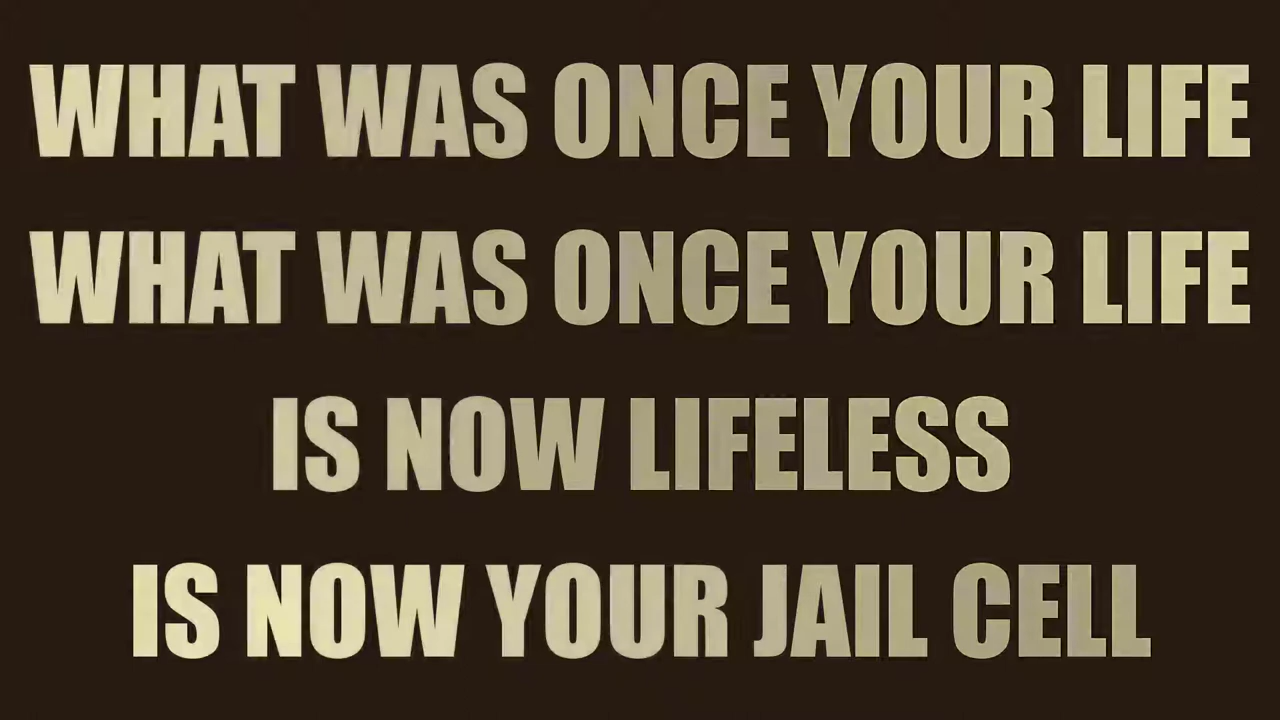 WHAT WAS ONCE YOUR LIFE
WHAT WAS ONCE YOUR LIFE
IS NOW LIFELESS
IS NOW YOUR JAIL CELL